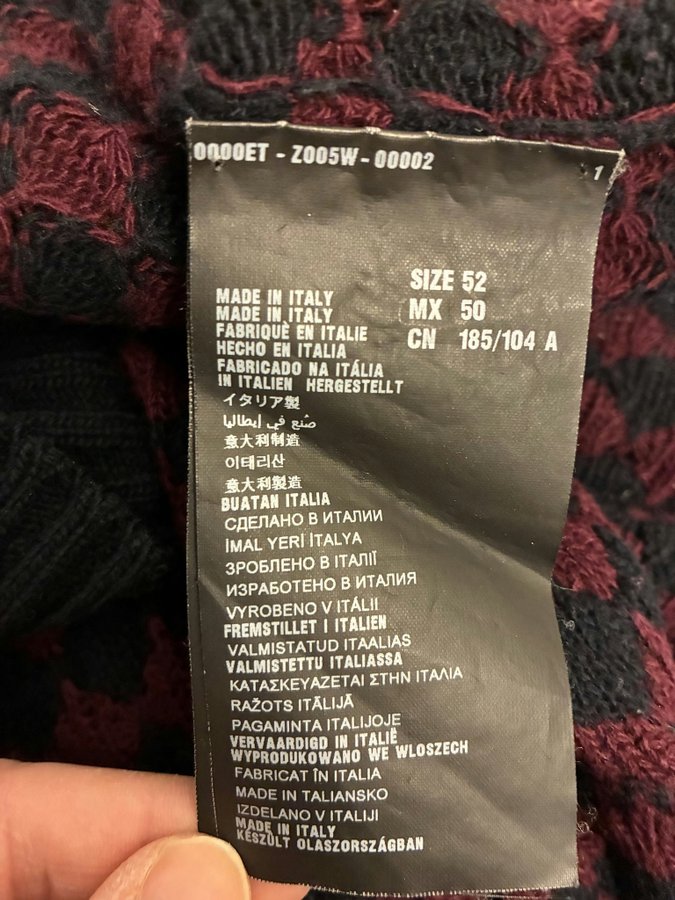 0000ET - Z005W - 00002
1
SIZE 52
MX 50
CN 185/104 A
MADE IN ITALY
MADE IN ITALY
FABRIQUÈ EN ITALIE
HECHO EN ITALIA
FABRICADO NA ITÁLIA
IN ITALIEN HERGESTELLT
イタリア製
صنع في إيطاليا
意大利制造
이태리산
意大利製造
BUATAN ITALIA
СДЕЛАНО В ИТАЛИИ
İMAL YERİ İTALYA
ЗРОБЛЕНО В ІТАЛІЇ
ИЗРАБОТЕНО В ИТАЛИЯ
VYROBENO V ITÁLII
FREMSTILLET I ITALIEN
VALMISTATUD ITAALIAS
VALMISTETTU ITALIASSA
ΚΑΤΑΣΚΕΥΑΖΕΤΑΙ ΣΤΗΝ ΙΤΑΛΙΑ
RAŽOTS ITĀLIJĀ
PAGAMINTA ITALIJOJE
VERVAARDIGD IN ITALIË
WYPRODUKOWANO WE WLOSZECH
FABRICAT ÎN ITALIA
MADE IN TALIANSKO
IZDELANO V ITALIJI
MADE IN ITALY
KÉSZÜLT OLASZORSZÁGBAN